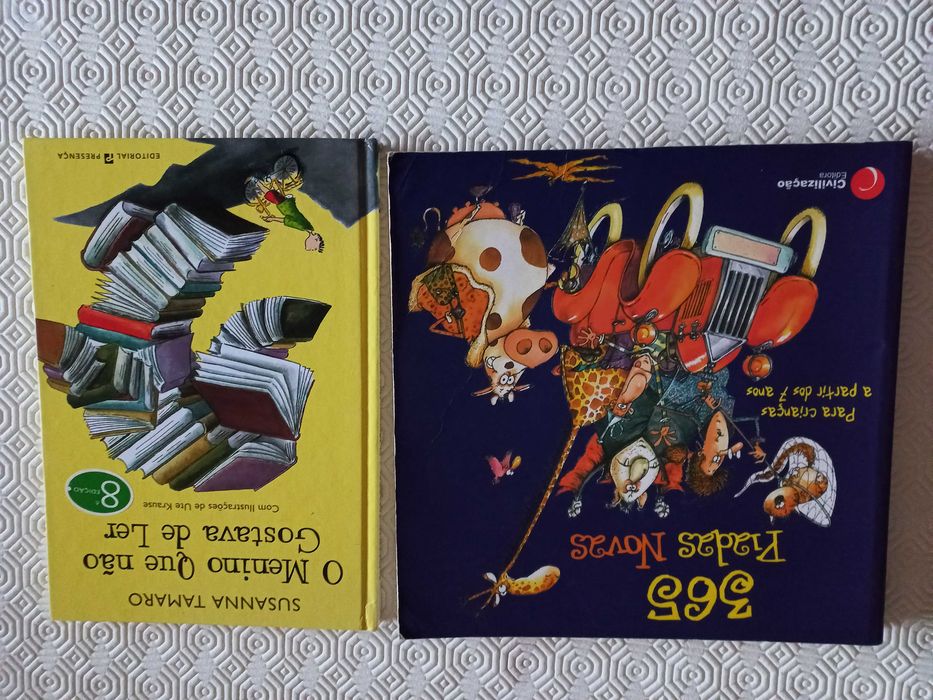 SUSANNA TAMARO
O Menino Que não
Gostava de Ler
Com Ilustrações de Ute Krause
8.ª
EDIÇÃO
EDITORIAL PRESENÇA
365
Piadas Novas
Para crianças
a partir dos 7 anos
Civilização
Editora